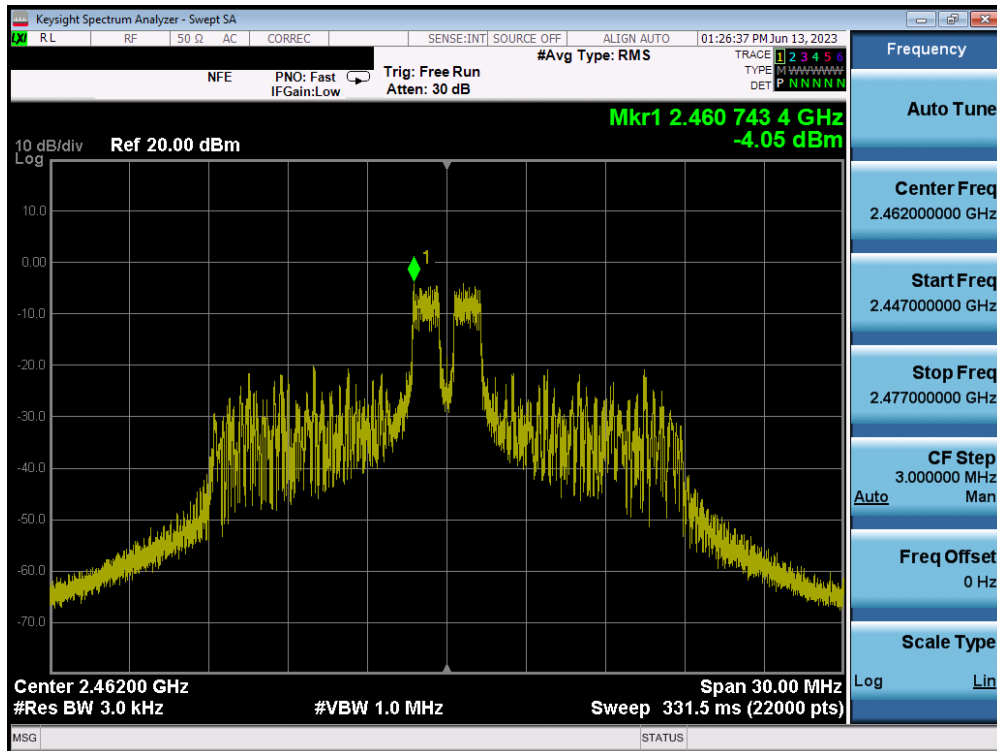 Keysight Spectrum Analyzer - Swept SA
LXI RL RF 50 Ω AC CORREC SENSE:INT SOURCE OFF ALIGN AUTO 01:26:37 PM Jun 13, 2023
#Avg Type: RMS
TRACE 1 2 3 4 5 6
NFE PNO: Fast Trig: Free Run TYPE M WWWWW
IFGain:Low Atten: 30 dB DET P N N N N N
Mkr1 2.460 743 4 GHz
-4.05 dBm
10 dB/div Ref 20.00 dBm
Log
10.0
1
0.00
-10.0
-20.0
-30.0
-40.0
-50.0
-60.0
-70.0
Center 2.46200 GHz Span 30.00 MHz
#Res BW 3.0 kHz #VBW 1.0 MHz Sweep 331.5 ms (22000 pts)
MSG STATUS
Frequency
Auto Tune
Center Freq
2.462000000 GHz
Start Freq
2.447000000 GHz
Stop Freq
2.477000000 GHz
CF Step
3.000000 MHz
Auto Man
Freq Offset
0 Hz
Scale Type
Log Lin